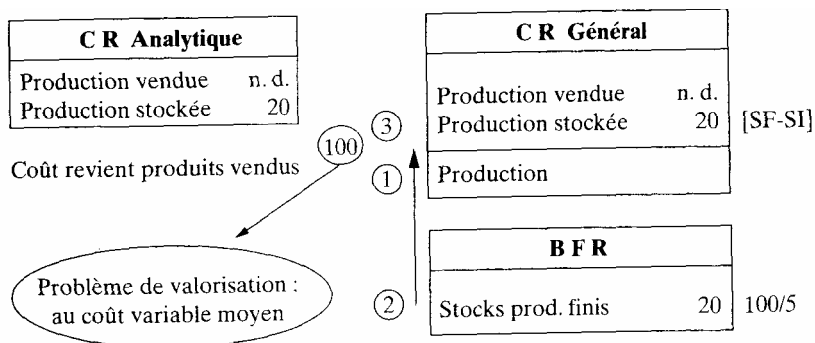 C R Analytique
Production vendue n. d.
Production stockée 20
Coût revient produits vendus 100
Problème de valorisation :
au coût variable moyen
C R Général
Production vendue n. d.
3 Production stockée 20 [SF-SI]
1 Production
B F R
2 Stocks prod. finis 20 100/5